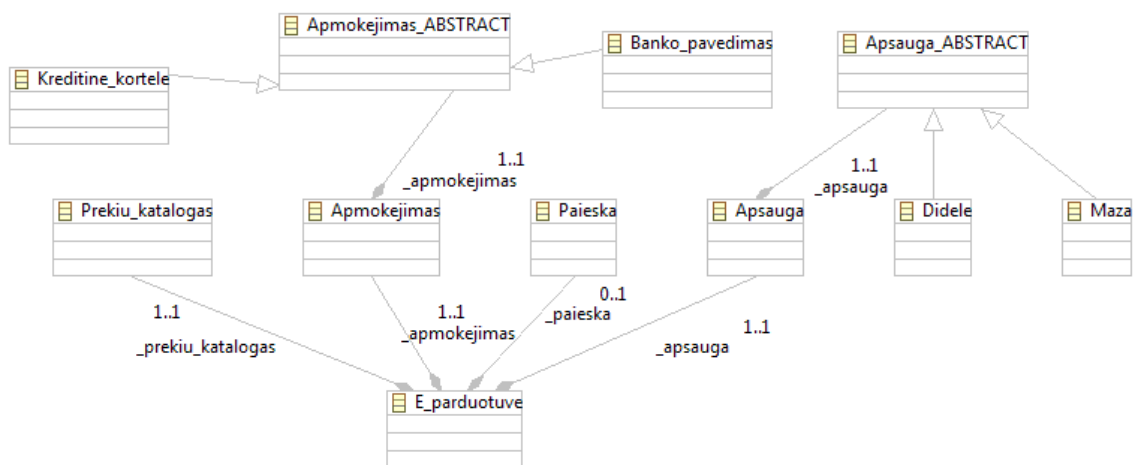 Apmokejimas_ABSTRACT
Banko_pavedimas
Apsauga_ABSTRACT
Kreditine_kortele
1..1
_apmokejimas
1..1
_apsauga
Prekiu_katalogas
Apmokejimas
Paieska
Apsauga
Didele
Maza
1..1
_prekiu_katalogas
1..1
_apmokejimas
0..1
_paieska
1..1
_apsauga
E_parduotuve